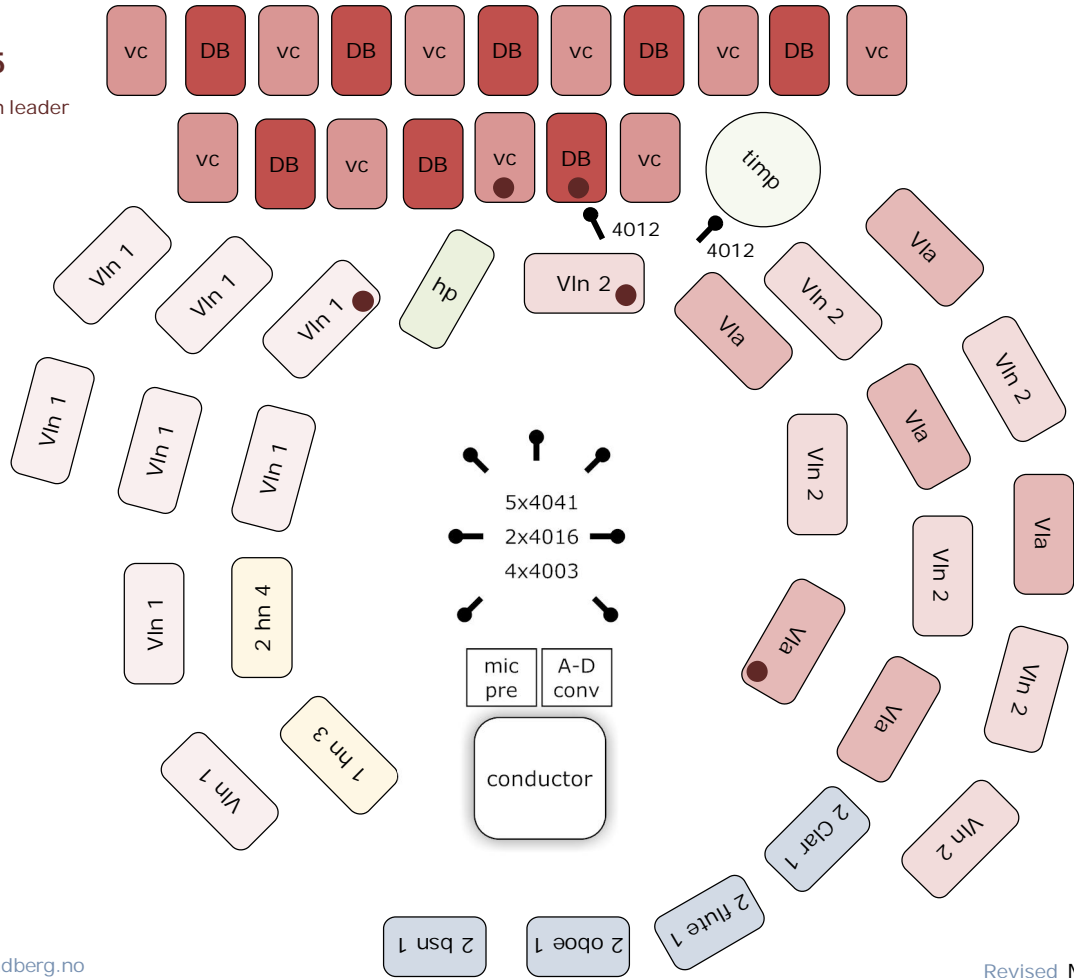 vc DB vc DB vc DB vc DB vc DB vc
5
n leader
vc DB vc DB vc DB vc
timp
4012
4012
Vln 1
Vln 1
Vln 1
hp
Vln 2
Vla
Vln 2
Vla
Vln 1
Vln 1
Vln 1
Vln 2
Vla
Vln 2
5x4041
2x4016
4x4003
Vln 1
2 hn 4
Vln 2
Vla
mic
pre
A-D
conv
Vla
Vla
Vln 2
Vln 1
1 hn 3
conductor
2 Clar 1
Vln 2
2 bsn 1
2 oboe 1
2 flute 1
dberg.no
Revised